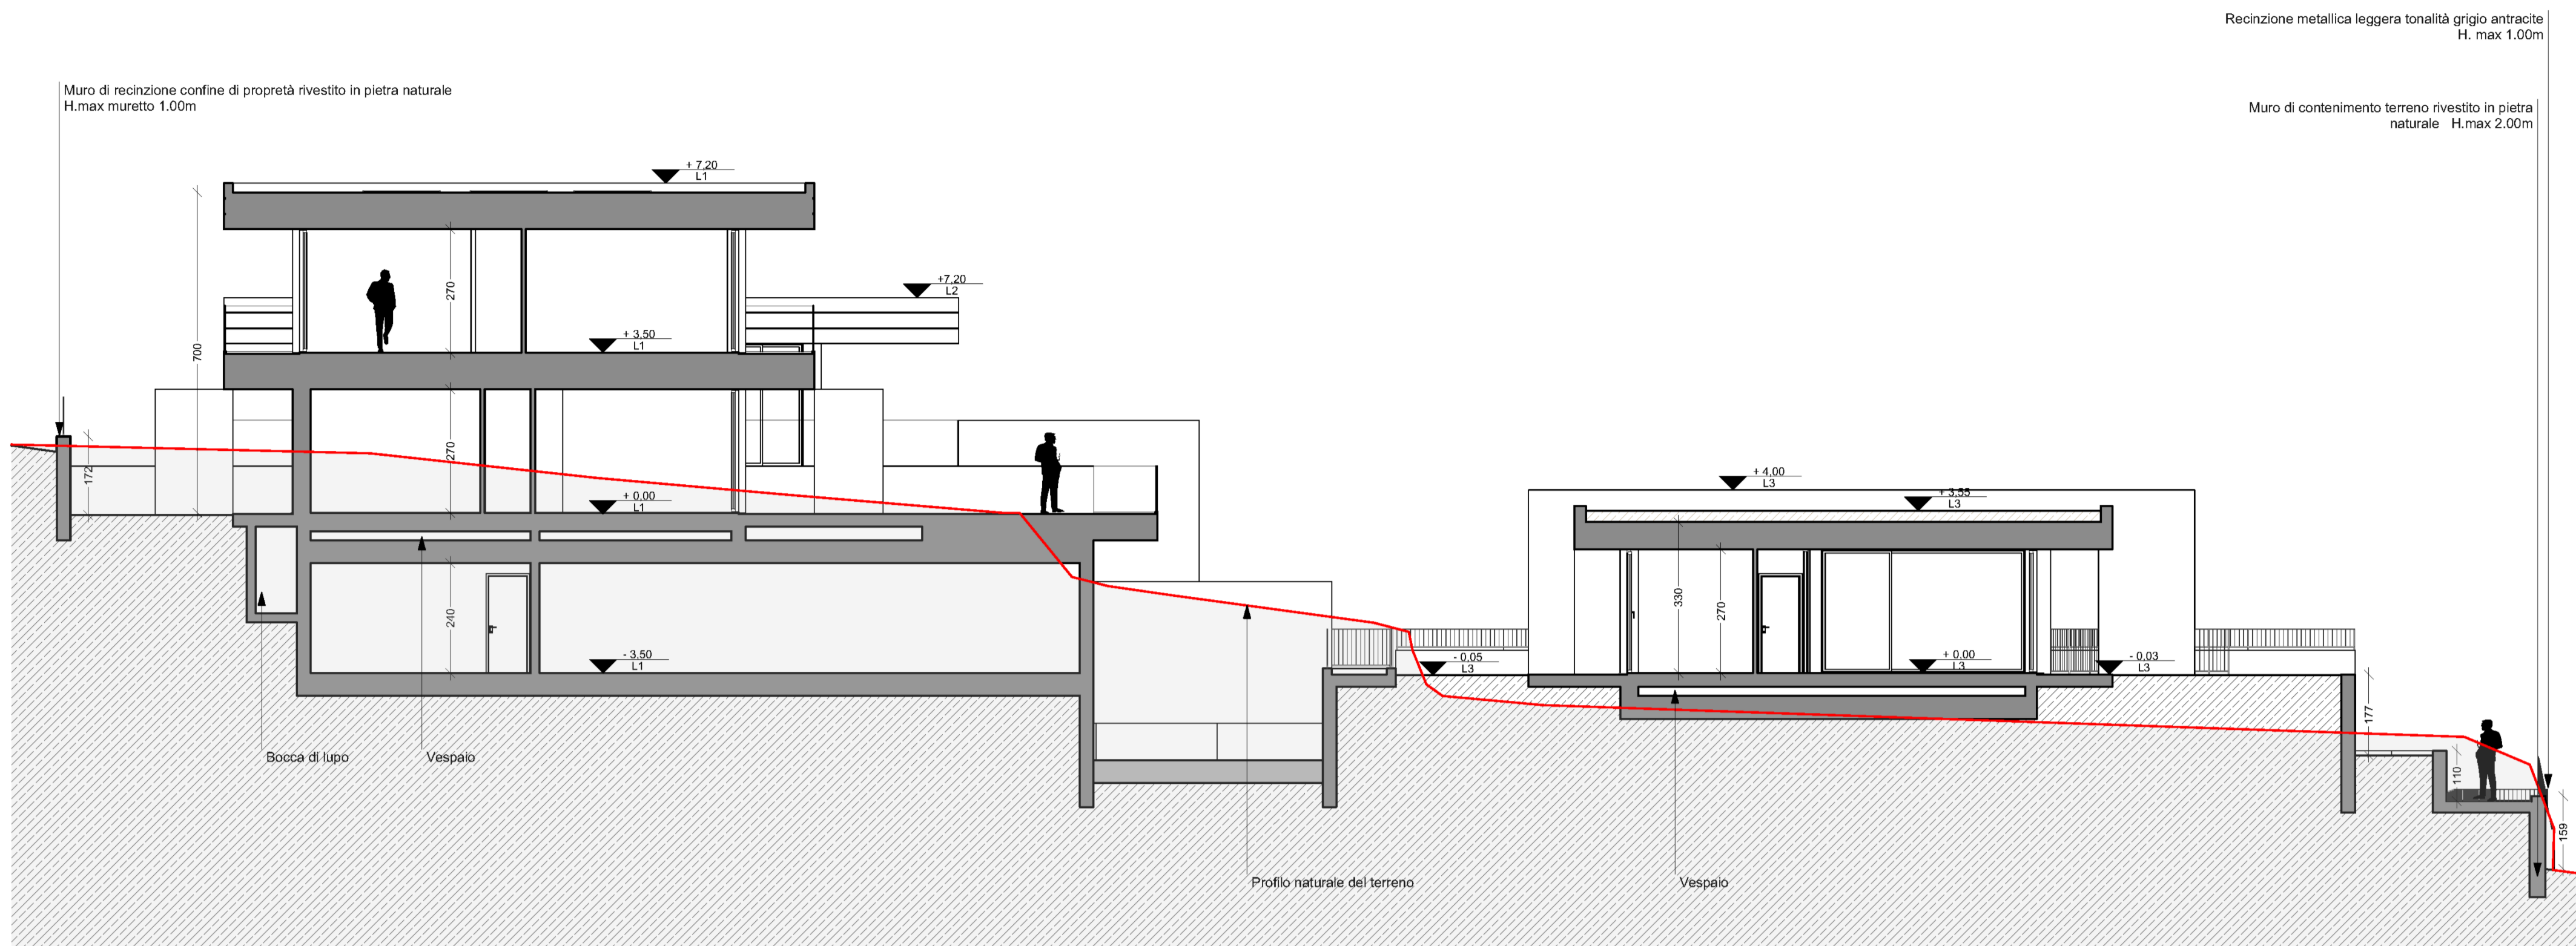 Recinzione metallica leggera tonalità grigio antracite
H. max 1.00m
Muro di recinzione confine di propretà rivestito in pietra naturale
H.max muretto 1.00m
Muro di contenimento terreno rivestito in pietra
naturale H.max 2.00m
+ 7,20
L1
+7,20
L2
270
700
+ 3,50
L1
172
270
+ 0,00
L1
+ 4,00
L3
+ 3,55
L3
240
330
270
- 3,50
L1
- 0,05
L3
+ 0,00
L3
- 0,03
L3
177
110
159
Bocca di lupo
Vespaio
Profilo naturale del terreno
Vespaio